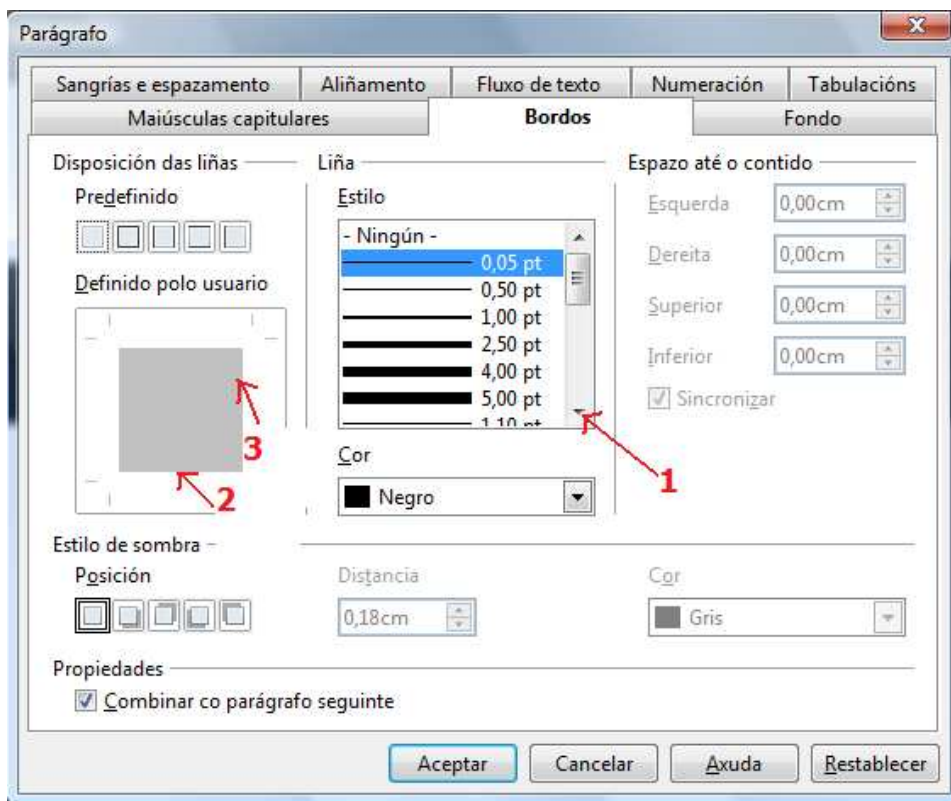 Parágrafo
Sangrías e espazamento Aliñamento Fluxo de texto Numeración Tabulacións
Maiúsculas capitulares Bordos Fondo
Disposición das liñas Liña Espazo até o contido
Predefinido Estilo Esquerda 0,00cm
- Ningún -
0,05 pt Dereita 0,00cm
Definido polo usuario 0,50 pt
1,00 pt Superior 0,00cm
2,50 pt
4,00 pt Inferior 0,00cm
5,00 pt Sincronizar
1,10 pt
3 Cor 1
2 Negro
Estilo de sombra
Posición Distancia Cor
0,18cm Gris
Propiedades
Combinar co parágrafo seguinte
Aceptar Cancelar Axuda Restablecer